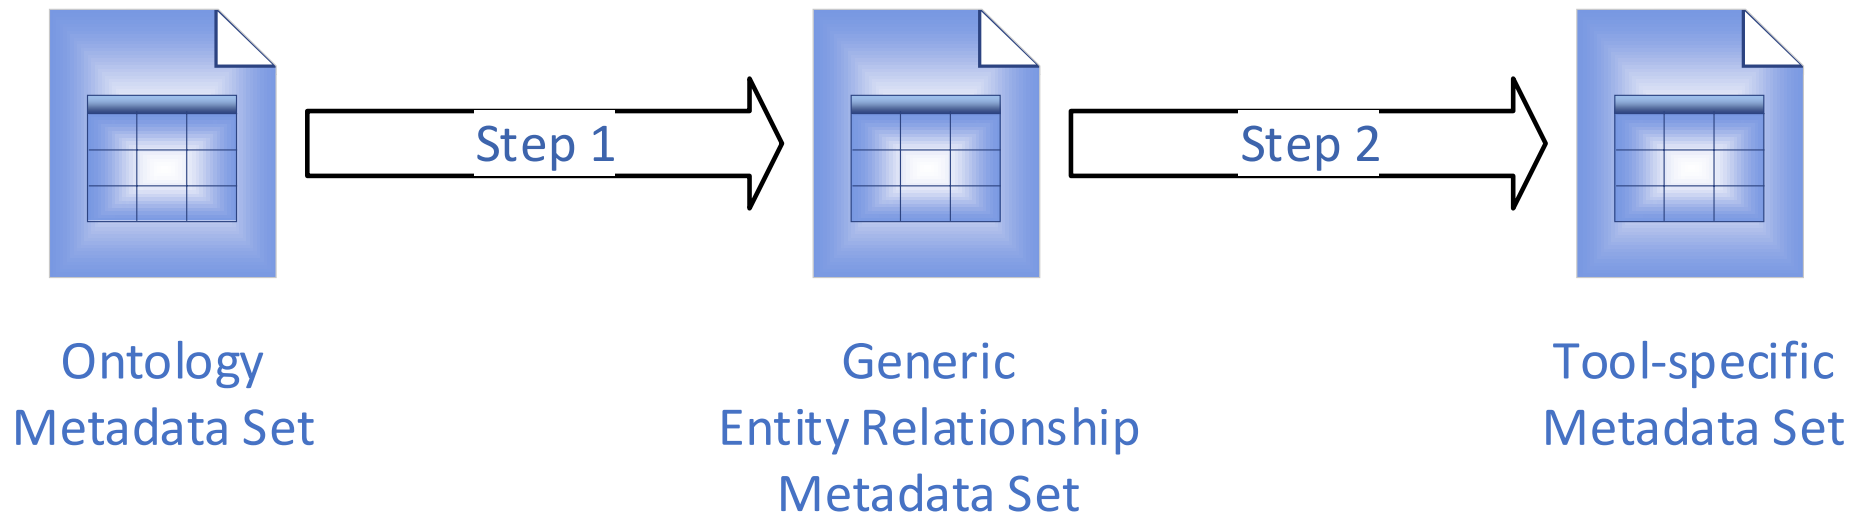 Step 1
Step 2
Ontology
Metadata Set
Generic
Entity Relationship
Metadata Set
Tool-specific
Metadata Set